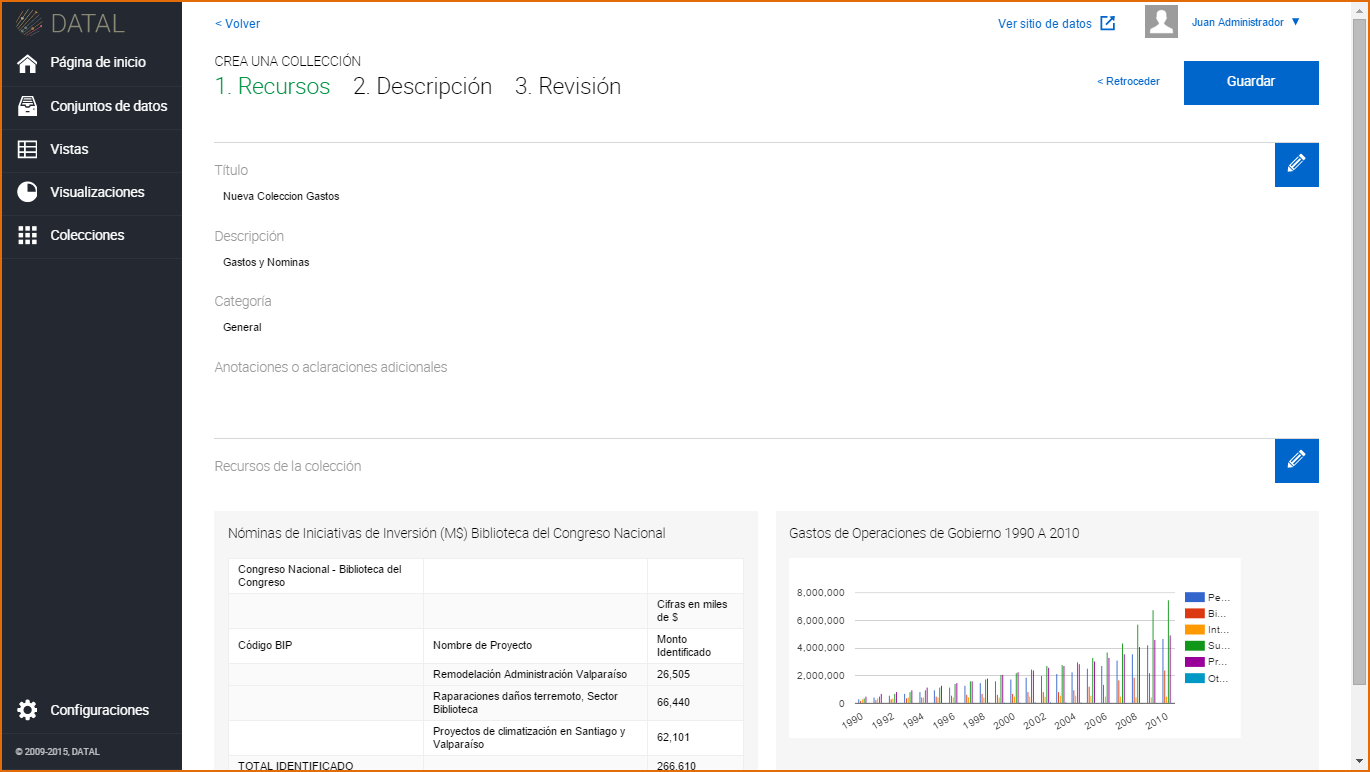 DATAL
Página de inicio
Conjuntos de datos
Vistas
Visualizaciones
Colecciones
Configuraciones
© 2009-2015, DATAL
< Volver
Ver sitio de datos
Juan Administrador ▼
CREA UNA COLLECCIÓN
1. Recursos 2. Descripción 3. Revisión
< Retroceder
Guardar
Título
Nueva Coleccion Gastos
Descripción
Gastos y Nominas
Categoría
General
Anotaciones o aclaraciones adicionales
Recursos de la colección
Nóminas de Iniciativas de Inversión (M$) Biblioteca del Congreso Nacional
Congreso Nacional - Biblioteca del
Congreso
Cifras en miles
de $
Código BIP
Nombre de Proyecto
Monto
Identificado
Remodelación Administración Valparaíso 26,505
Raparaciones daños terremoto, Sector
Biblioteca
66,440
Proyectos de climatización en Santiago y
Valparaíso
62,101
TOTAL IDENTIFICADO 266,610
Gastos de Operaciones de Gobierno 1990 A 2010
8,000,000
6,000,000
4,000,000
2,000,000
0
1990 1992 1994 1996 1998 2000 2002 2004 2006 2008 2010
Pe...
Bi...
Int...
Su...
Pr...
Ot...